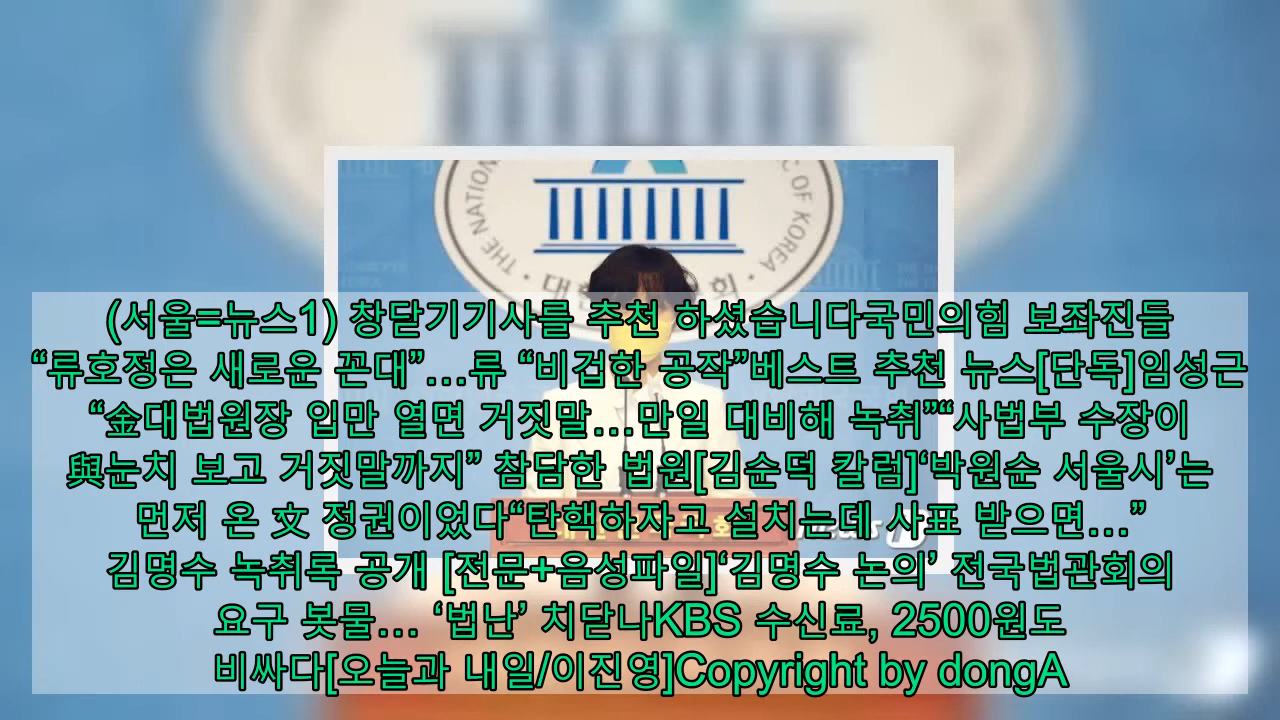 THE NATION
OF KOREA
대한
회
(서울=뉴스1) 창닫기기사를 추천 하셨습니다국민의힘 보좌진들
“류호정은 새로운 꼰대”…류 “비겁한 공작”베스트 추천 뉴스[단독]임성근
“金대법원장 입만 열면 거짓말…만일 대비해 녹취”“사법부 수장이
與눈치 보고 거짓말까지” 참담한 법원[김순덕 칼럼]‘박원순 서울시’는
먼저 온 文 정권이었다“탄핵하자고 설치는데 사표 받으면…”
김명수 녹취록 공개 [전문+음성파일]‘김명수 논의’ 전국법관회의
요구 봇물… ‘법난’ 치닫나KBS 수신료, 2500원도
비싸다[오늘과 내일/이진영]Copyright by dongA